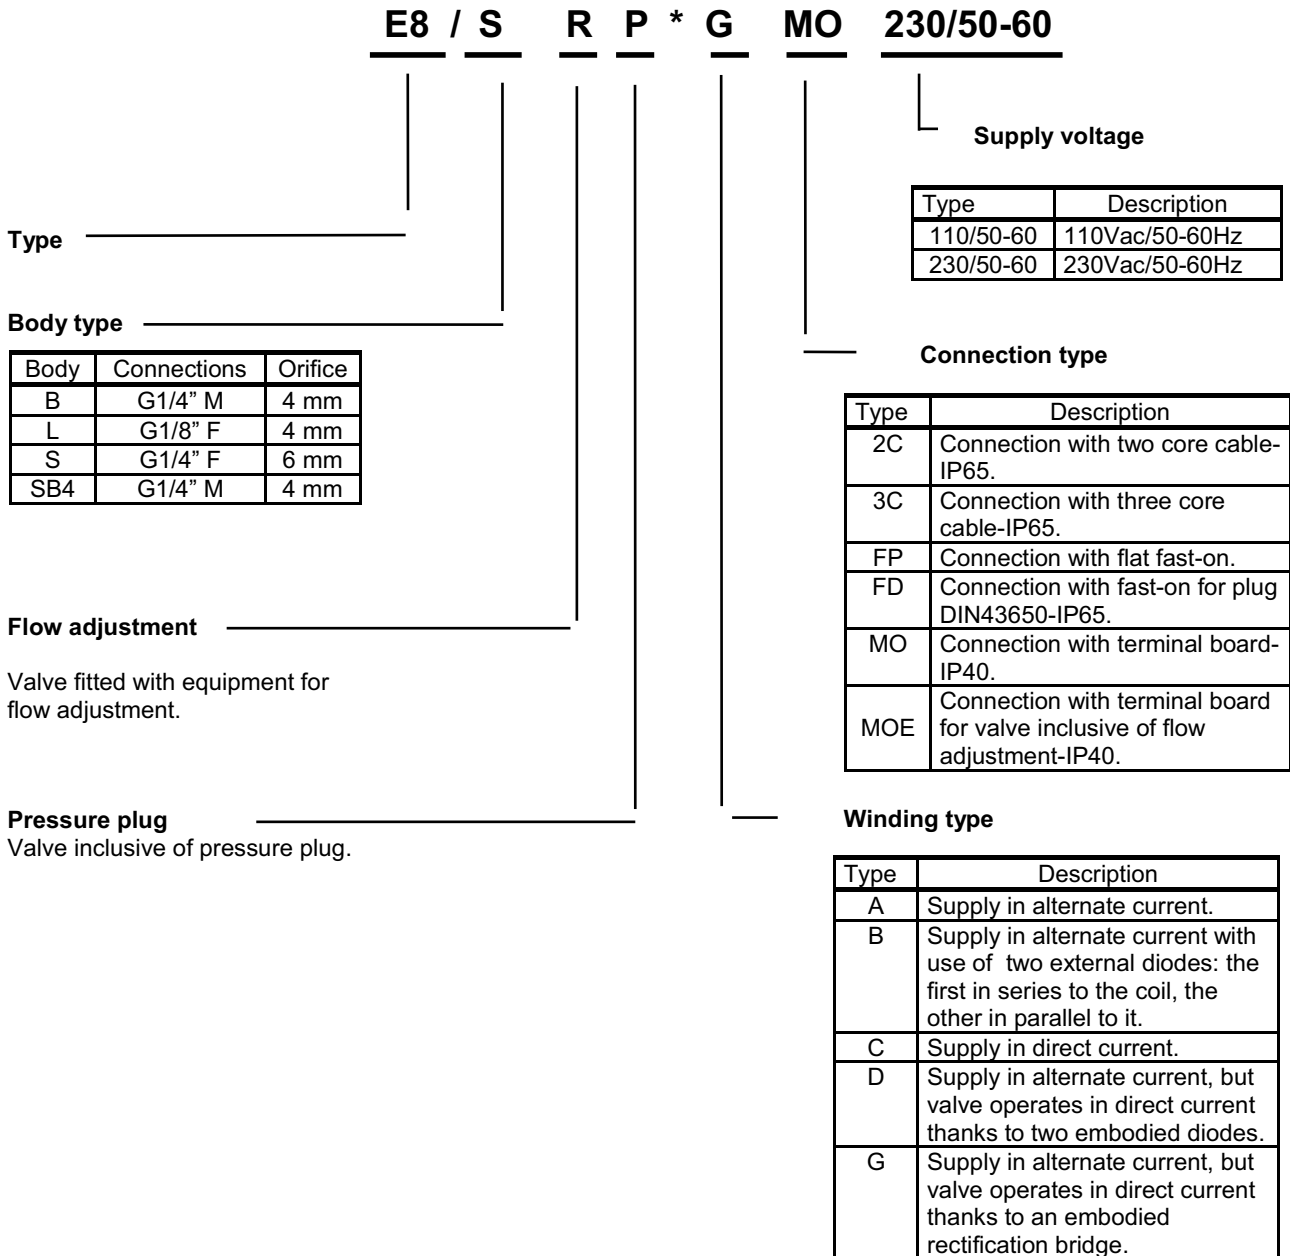 E8 / S R P * G MO 230/50-60
Supply voltage
Type Description
110/50-60 110Vac/50-60Hz
230/50-60 230Vac/50-60Hz
Type
Body type
Body Connections Orifice
B G1/4” M 4 mm
L G1/8” F 4 mm
S G1/4” F 6 mm
SB4 G1/4” M 4 mm
Connection type
Type Description
2C Connection with two core cable-
IP65.
3C Connection with three core
cable-IP65.
FP Connection with flat fast-on.
FD Connection with fast-on for plug
DIN43650-IP65.
MO Connection with terminal board-
IP40.
MOE Connection with terminal board
for valve inclusive of flow
adjustment-IP40.
Flow adjustment
Valve fitted with equipment for
flow adjustment.
Pressure plug
Valve inclusive of pressure plug.
Winding type
Type Description
A Supply in alternate current.
B Supply in alternate current with
use of two external diodes: the
first in series to the coil, the
other in parallel to it.
C Supply in direct current.
D Supply in alternate current, but
valve operates in direct current
thanks to two embodied diodes.
G Supply in alternate current, but
valve operates in direct current
thanks to an embodied
rectification bridge.